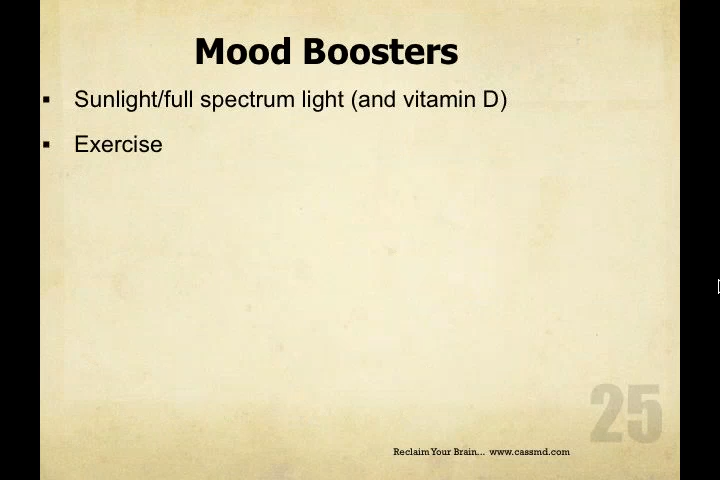 Mood Boosters
▪ Sunlight/full spectrum light (and vitamin D)
▪ Exercise
25
Reclaim Your Brain... www.cassmd.com